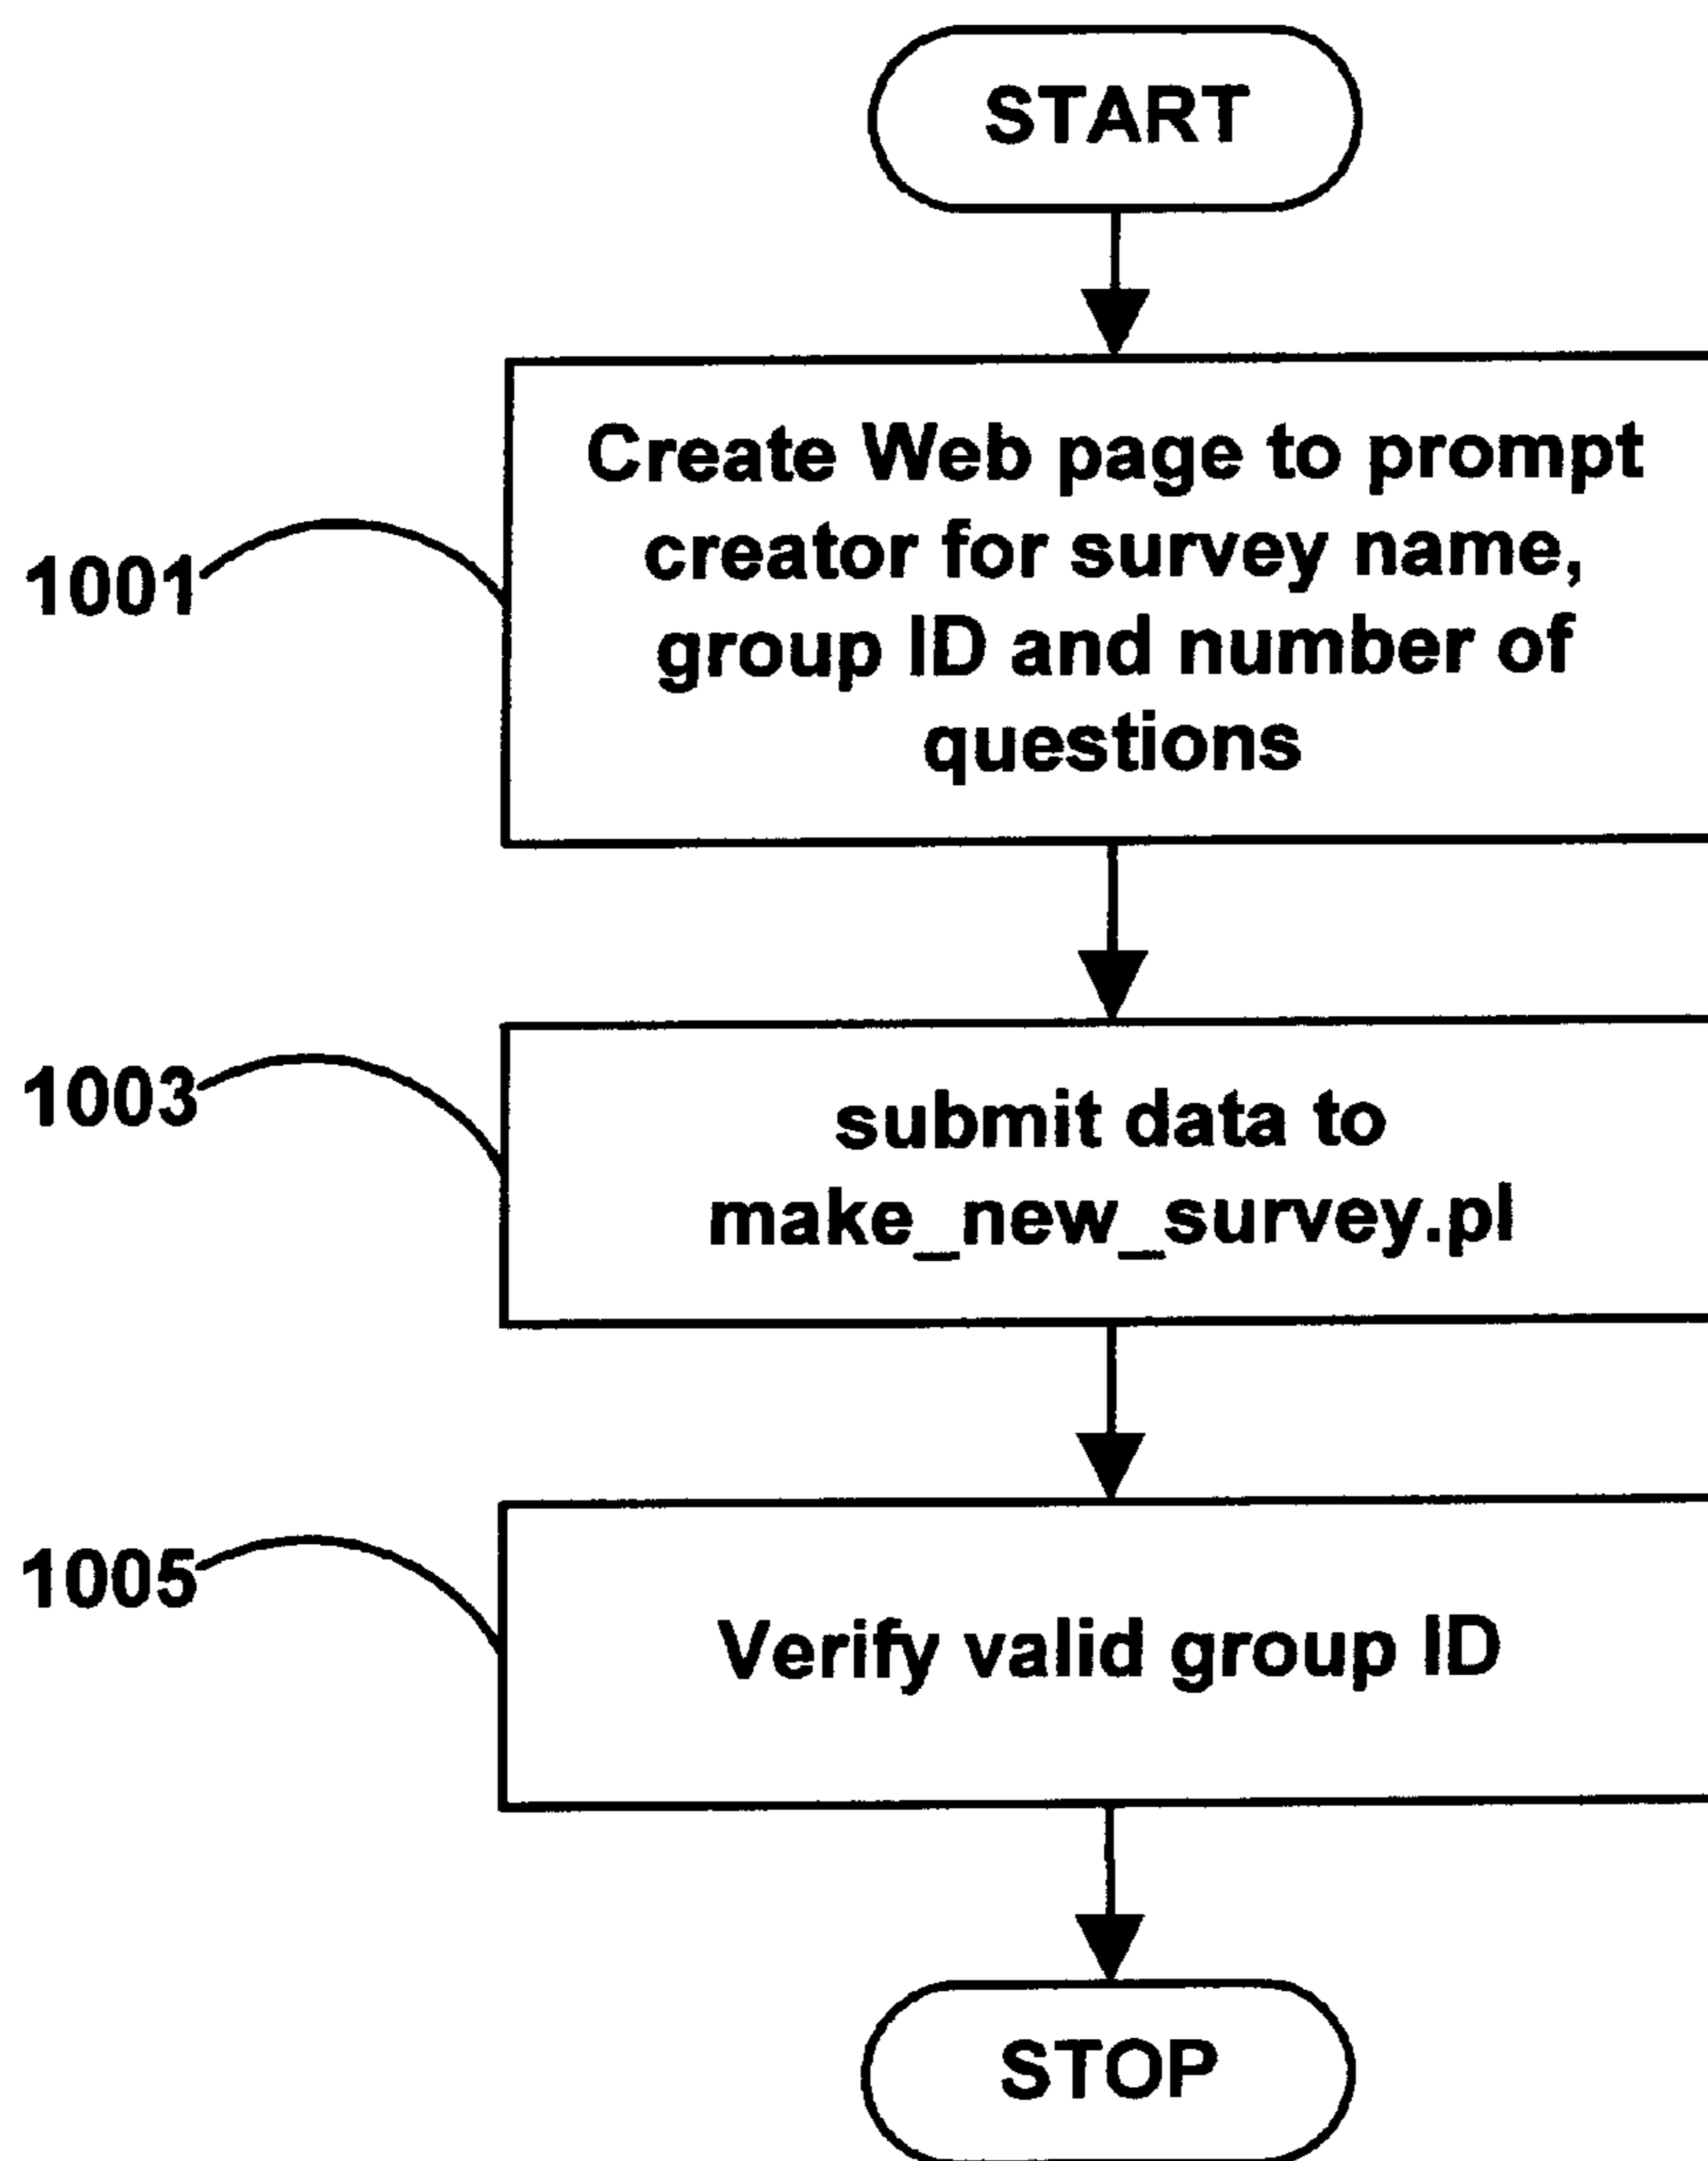 START
Create Web page to prompt
creator for survey name,
group ID and number of
questions
1001
submit data to
make_new_survey.pl
1003
Verify valid group ID
1005
STOP